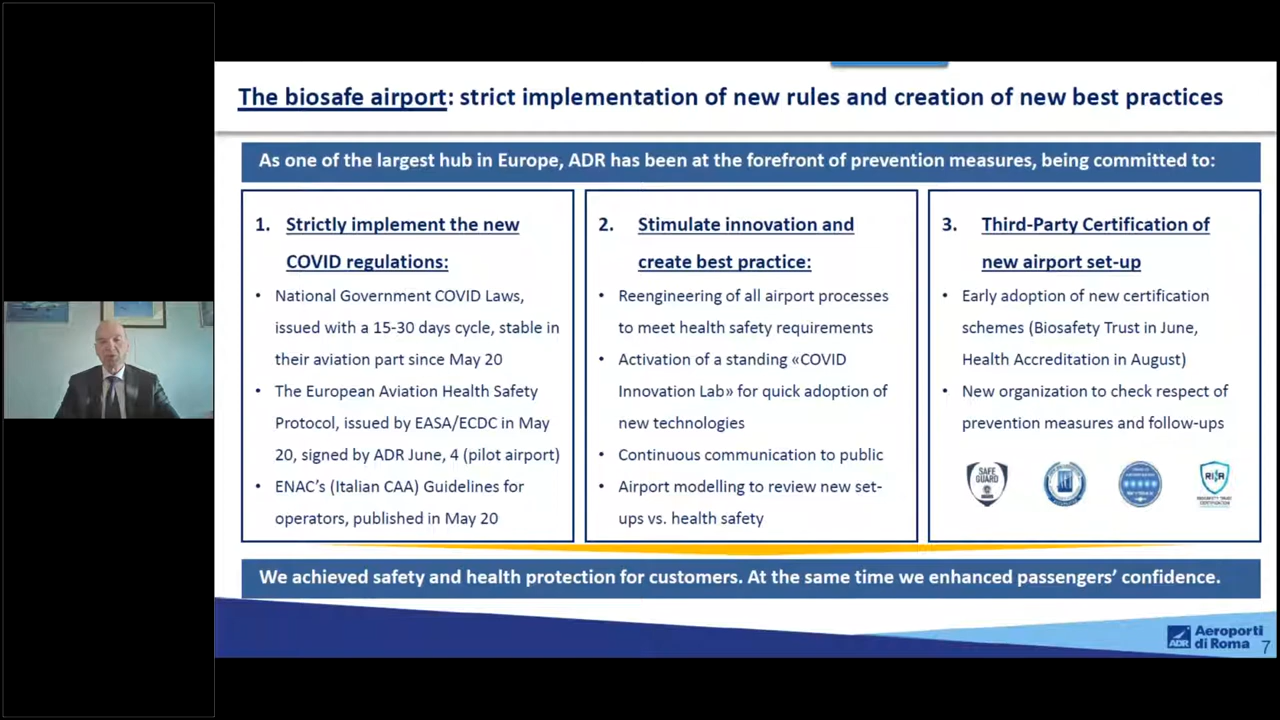 The biosafe airport: strict implementation of new rules and creation of new best practices
As one of the largest hub in Europe, ADR has been at the forefront of prevention measures, being committed to:
1. Strictly implement the new
COVID regulations:
• National Government COVID Laws,
issued with a 15-30 days cycle, stable in
their aviation part since May 20
• The European Aviation Health Safety
Protocol, issued by EASA/ECDC in May
20, signed by ADR June, 4 (pilot airport)
• ENAC’s (Italian CAA) Guidelines for
operators, published in May 20
2. Stimulate innovation and
create best practice:
• Reengineering of all airport processes
to meet health safety requirements
• Activation of a standing «COVID
Innovation Lab» for quick adoption of
new technologies
• Continuous communication to public
• Airport modelling to review new set-
ups vs. health safety
3. Third-Party Certification of
new airport set-up
• Early adoption of new certification
schemes (Biosafety Trust in June,
Health Accreditation in August)
• New organization to check respect of
prevention measures and follow-ups
SAFE
GUARD
We achieved safety and health protection for customers. At the same time we enhanced passengers’ confidence.
ADR
Aeroporti
di Roma
7